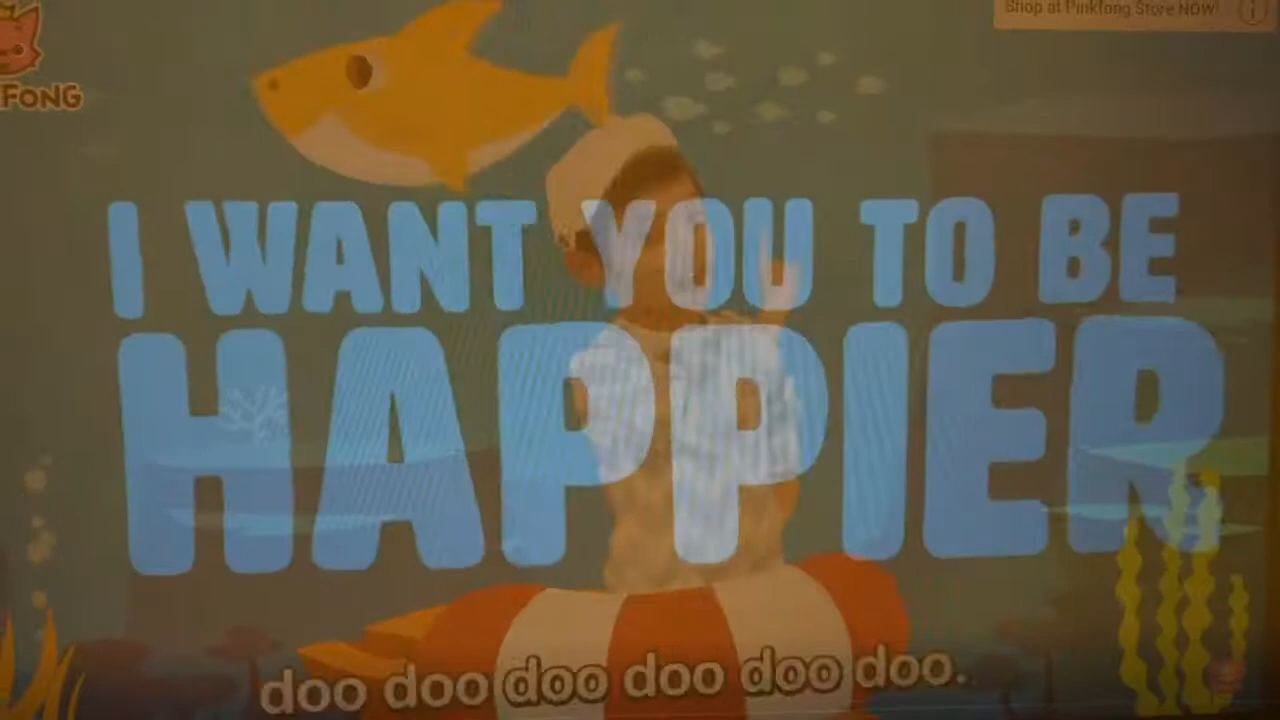 Shop at Pinkfong Store NOW!
FONG
I WANT YOU TO BE
HAPPIER
doo doo doo doo doo doo.